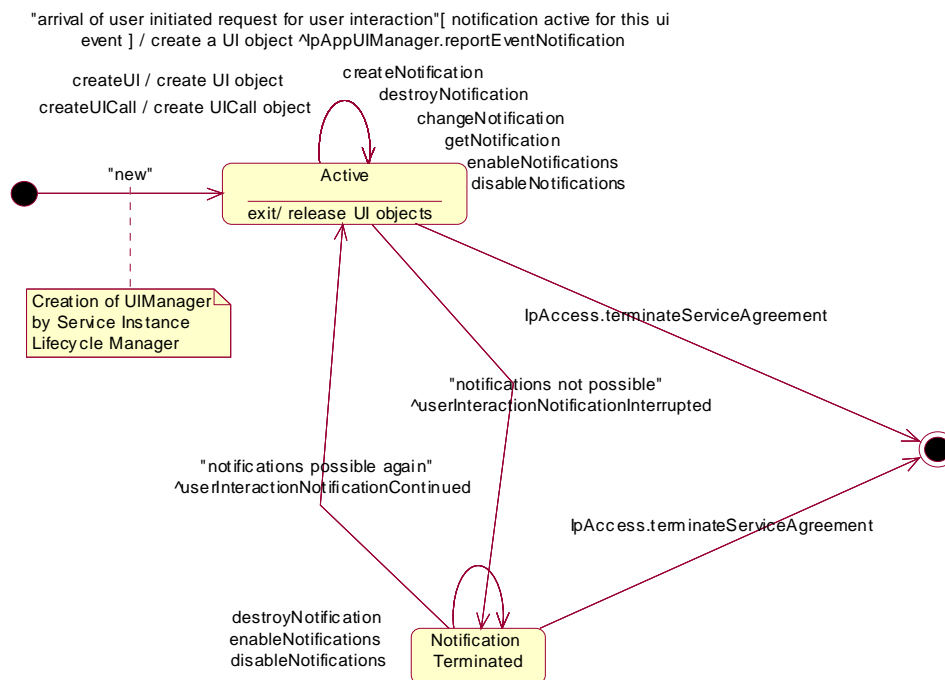 "arrival of user initiated request for user interaction"[ notification active for this ui
event ] / create a UI object ^IpAppUIManager.reportEventNotification
createUI / create UI object
createUICall / create UICall object
createNotification
destroyNotification
changeNotification
getNotification
enableNotifications
disableNotifications
"new"
Active
exit/ release UI objects
Creation of UIManager
by Service Instance
Lifecycle Manager
IpAccess.terminateServiceAgreement
"notifications not possible"
^userInteractionNotificationInterrupted
"notifications possible again"
^userInteractionNotificationContinued
IpAccess.terminateServiceAgreement
destroyNotification
enableNotifications
disableNotifications
Notification
Terminated